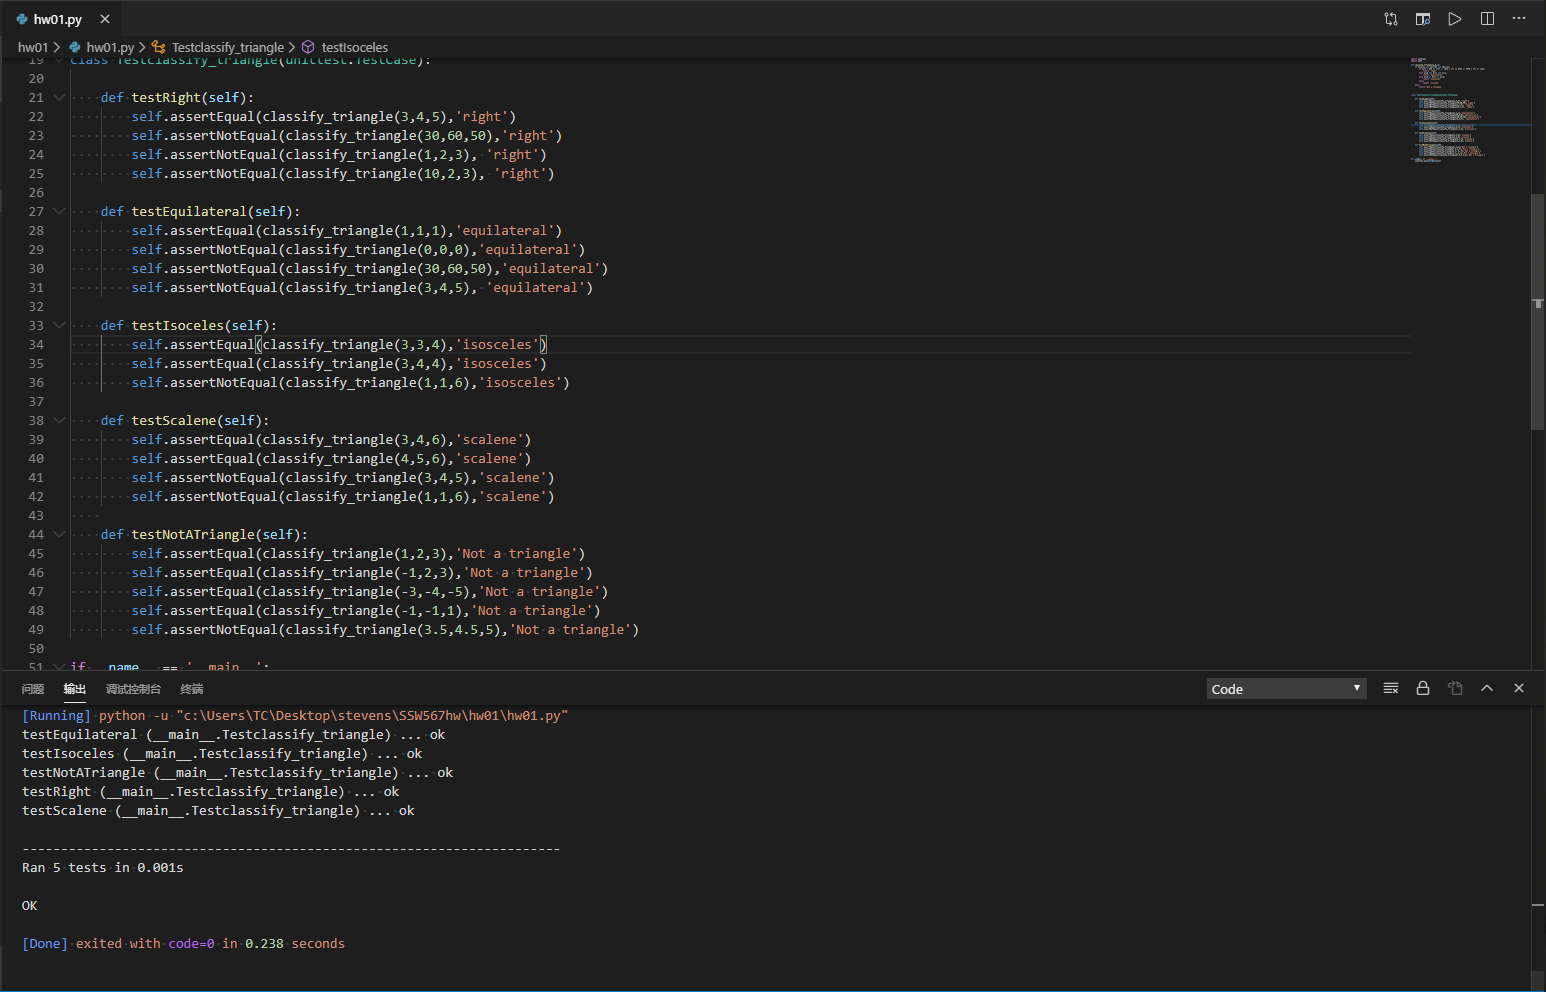 hw01.py
hw01 > hw01.py > Testclassify_triangle > testIsoceles
19 class Testclassify_triangle(unittest.TestCase):
20
21 def testRight(self):
22 self.assertEqual(classify_triangle(3,4,5),'right')
23 self.assertNotEqual(classify_triangle(30,60,50),'right')
24 self.assertNotEqual(classify_triangle(1,2,3), 'right')
25 self.assertNotEqual(classify_triangle(10,2,3), 'right')
26
27 def testEquilateral(self):
28 self.assertEqual(classify_triangle(1,1,1),'equilateral')
29 self.assertNotEqual(classify_triangle(0,0,0),'equilateral')
30 self.assertNotEqual(classify_triangle(30,60,50),'equilateral')
31 self.assertNotEqual(classify_triangle(3,4,5), 'equilateral')
32
33 def testIsoceles(self):
34 self.assertEqual(classify_triangle(3,3,4),'isosceles')
35 self.assertEqual(classify_triangle(3,4,4),'isosceles')
36 self.assertNotEqual(classify_triangle(1,1,6),'isosceles')
37
38 def testScalene(self):
39 self.assertEqual(classify_triangle(3,4,6),'scalene')
40 self.assertEqual(classify_triangle(4,5,6),'scalene')
41 self.assertNotEqual(classify_triangle(3,4,5),'scalene')
42 self.assertNotEqual(classify_triangle(1,1,6),'scalene')
43
44 def testNotATriangle(self):
45 self.assertEqual(classify_triangle(1,2,3),'Not a triangle')
46 self.assertEqual(classify_triangle(-1,2,3),'Not a triangle')
47 self.assertEqual(classify_triangle(-3,-4,-5),'Not a triangle')
48 self.assertEqual(classify_triangle(-1,-1,1),'Not a triangle')
49 self.assertNotEqual(classify_triangle(3.5,4.5,5),'Not a triangle')
50
51 if __name__ == '__main__':
问题 输出 调试控制台 终端 Code
[Running] python -u "c:\Users\TC\Desktop\stevens\SSW567hw\hw01\hw01.py"
testEquilateral (__main__.Testclassify_triangle) ... ok
testIsoceles (__main__.Testclassify_triangle) ... ok
testNotATriangle (__main__.Testclassify_triangle) ... ok
testRight (__main__.Testclassify_triangle) ... ok
testScalene (__main__.Testclassify_triangle) ... ok
----------------------------------------------------------------------
Ran 5 tests in 0.001s
OK
[Done] exited with code=0 in 0.238 seconds